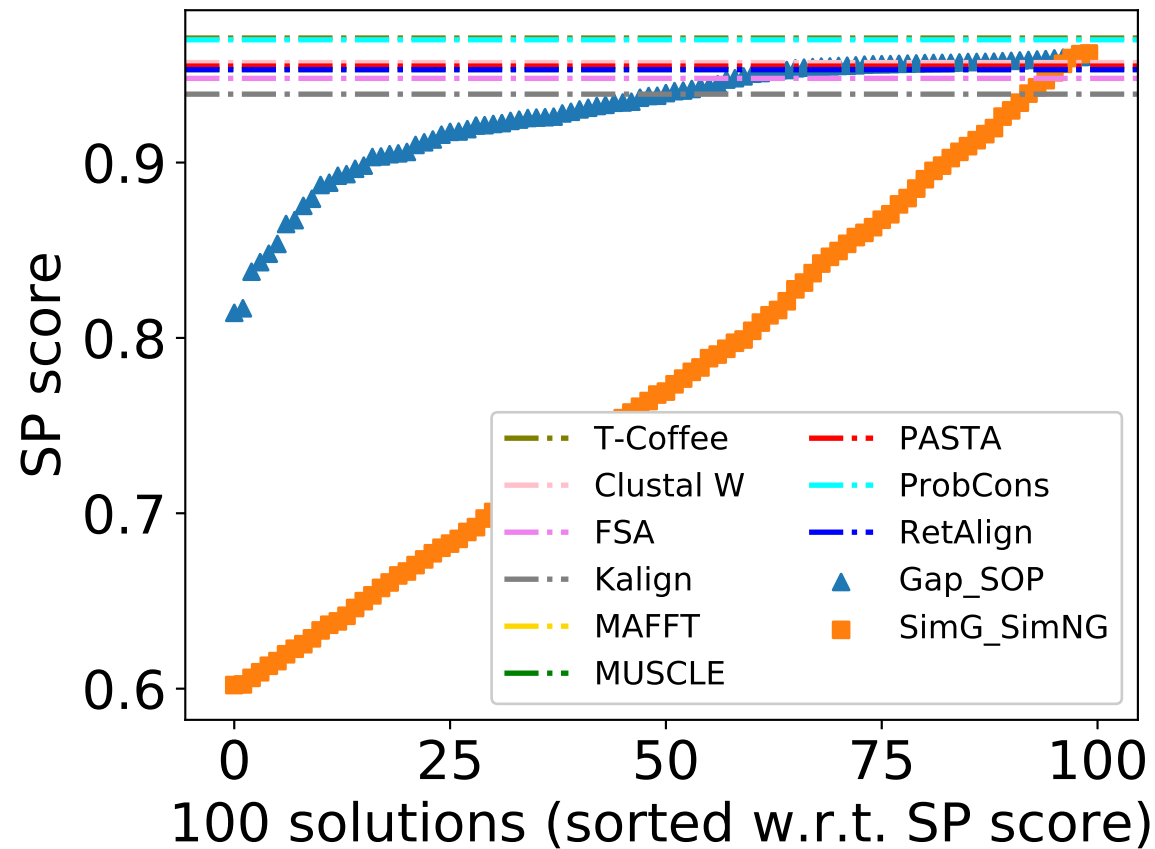 SP score
0.9
0.8
0.7
0.6
T-Coffee
Clustal W
FSA
Kalign
MAFFT
MUSCLE
PASTA
ProbCons
RetAlign
Gap_SOP
SimG_SimNG
0 25 50 75 100
100 solutions (sorted w.r.t. SP score)